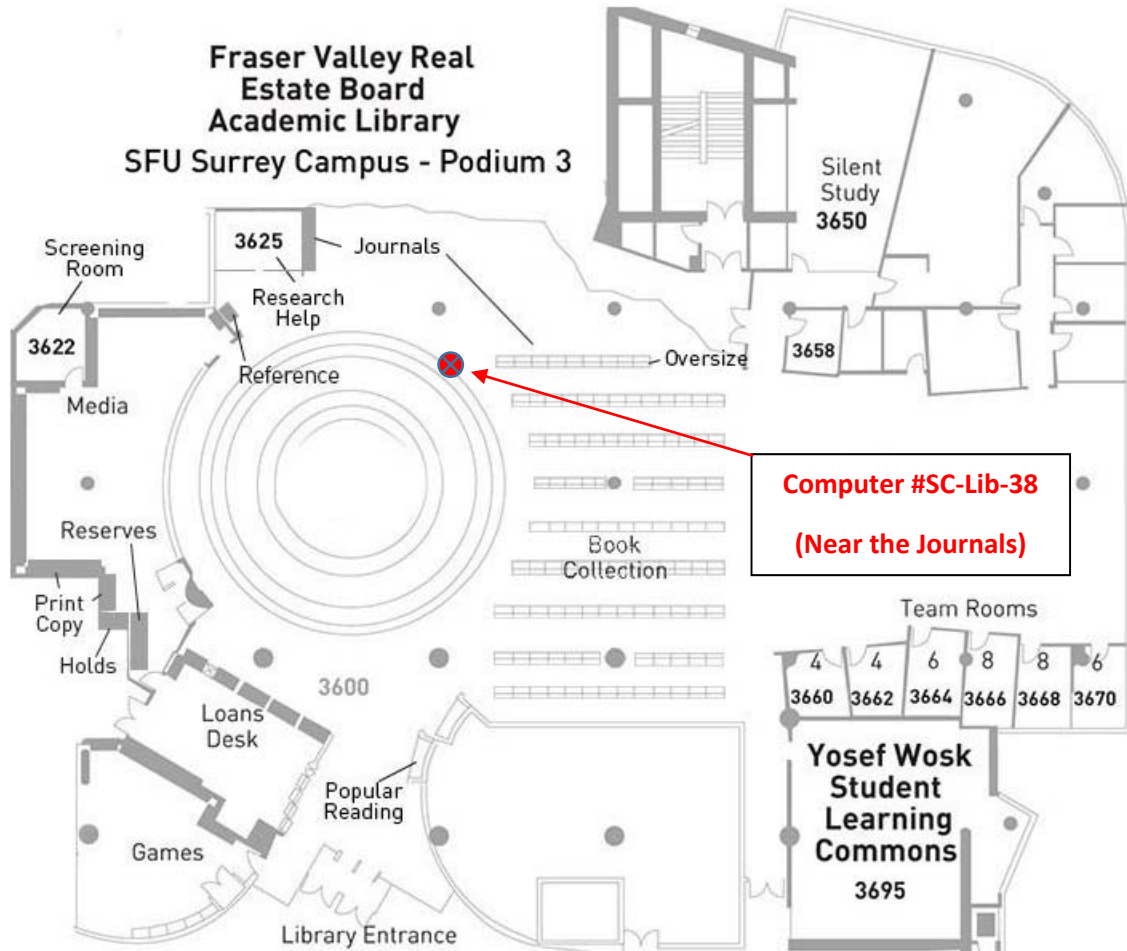 Fraser Valley Real
Estate Board
Academic Library
SFU Surrey Campus - Podium 3
Silent
Study
3650
Screening
Room
3625
Journals
Research
Help
3622
Reference
Oversize
3658
Media
Computer #SC-Lib-38
(Near the Journals)
Reserves
Book
Collection
Print
Copy
Holds
Team Rooms
4 4 6 8 8 6
3660 3662 3664 3666 3668 3670
3600
Loans
Desk
Popular
Reading
Yosef Wosk
Student
Learning
Commons
3695
Games
Library Entrance